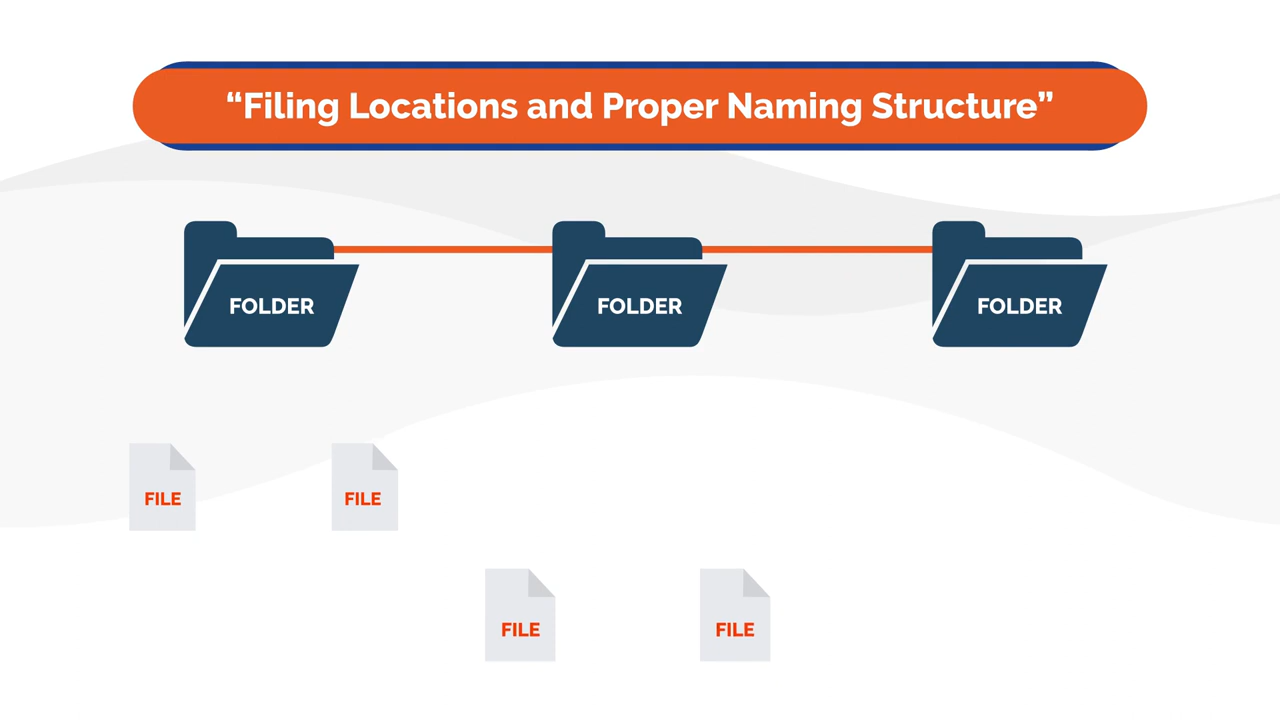 “Filing Locations and Proper Naming Structure”
FOLDER
FOLDER
FOLDER
FILE
FILE
FILE
FILE